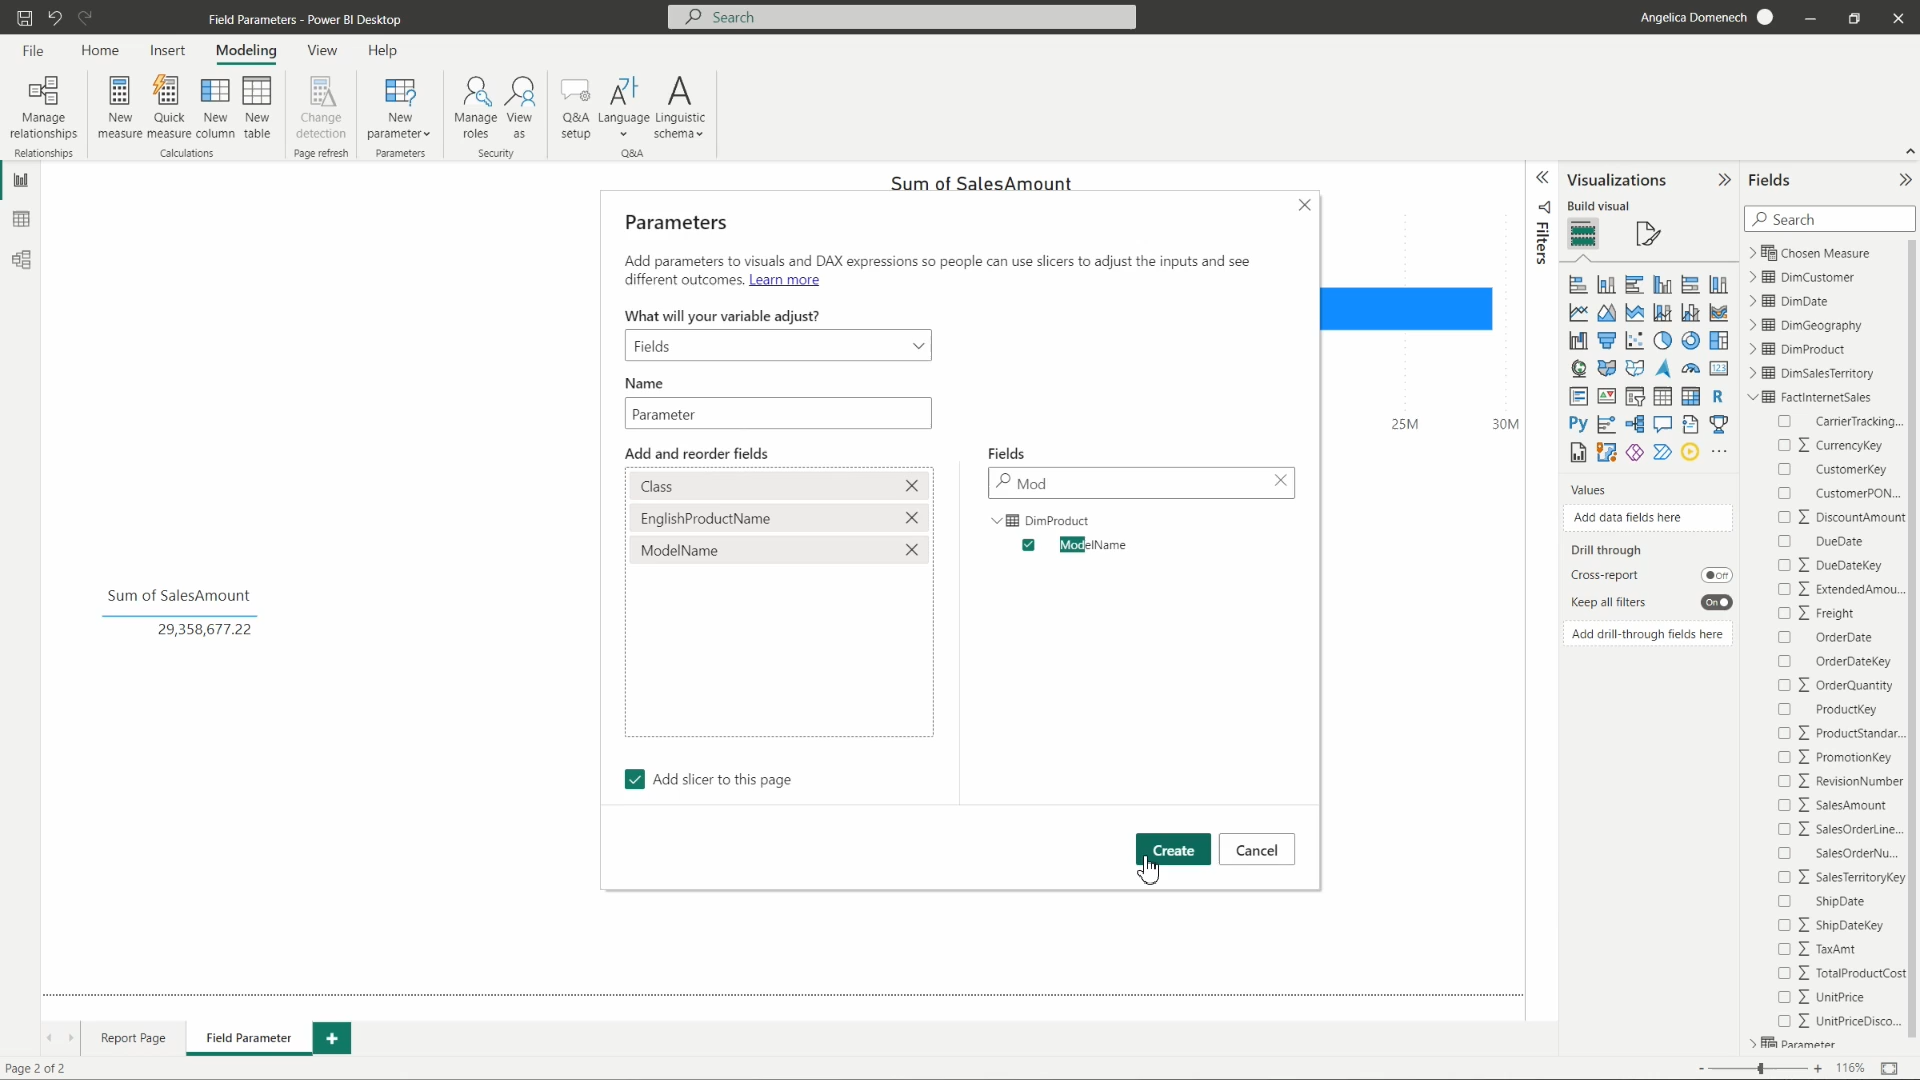 Field Parameters - Power BI Desktop
Search
Angelica Domenech
File
Home
Insert
Modeling
View
Help
Manage
relationships
New
measure
Quick
measure
New
column
New
table
Change
detection
New
parameter
Manage
roles
View
as
Q&A
setup
Language
Linguistic
schema
Relationships
Calculations
Page refresh
Parameters
Security
Q&A
Sum of SalesAmount
25M
30M
Sum of SalesAmount
29,358,677.22
Parameters
Add parameters to visuals and DAX expressions so people can use slicers to adjust the inputs and see
different outcomes. Learn more
What will your variable adjust?
Fields
Name
Parameter
Add and reorder fields
Class
EnglishProductName
ModelName
Add slicer to this page
Fields
Mod
DimProduct
ModelName
Create
Cancel
Filters
Visualizations
Build visual
123
R
Py
Values
Add data fields here
Drill through
Cross-report
Off
Keep all filters
On
Add drill-through fields here
Fields
Search
Chosen Measure
DimCustomer
DimDate
DimGeography
DimProduct
DimSalesTerritory
FactInternetSales
CarrierTracking...
CurrencyKey
CustomerKey
CustomerPON...
DiscountAmount
DueDate
DueDateKey
ExtendedAmou...
Freight
OrderDate
OrderDateKey
OrderQuantity
ProductKey
ProductStandar...
PromotionKey
RevisionNumber
SalesAmount
SalesOrderLine...
SalesOrderNu...
SalesTerritoryKey
ShipDate
ShipDateKey
TaxAmt
TotalProductCost
UnitPrice
UnitPriceDisco...
Parameter
Report Page
Field Parameter
Page 2 of 2
116%